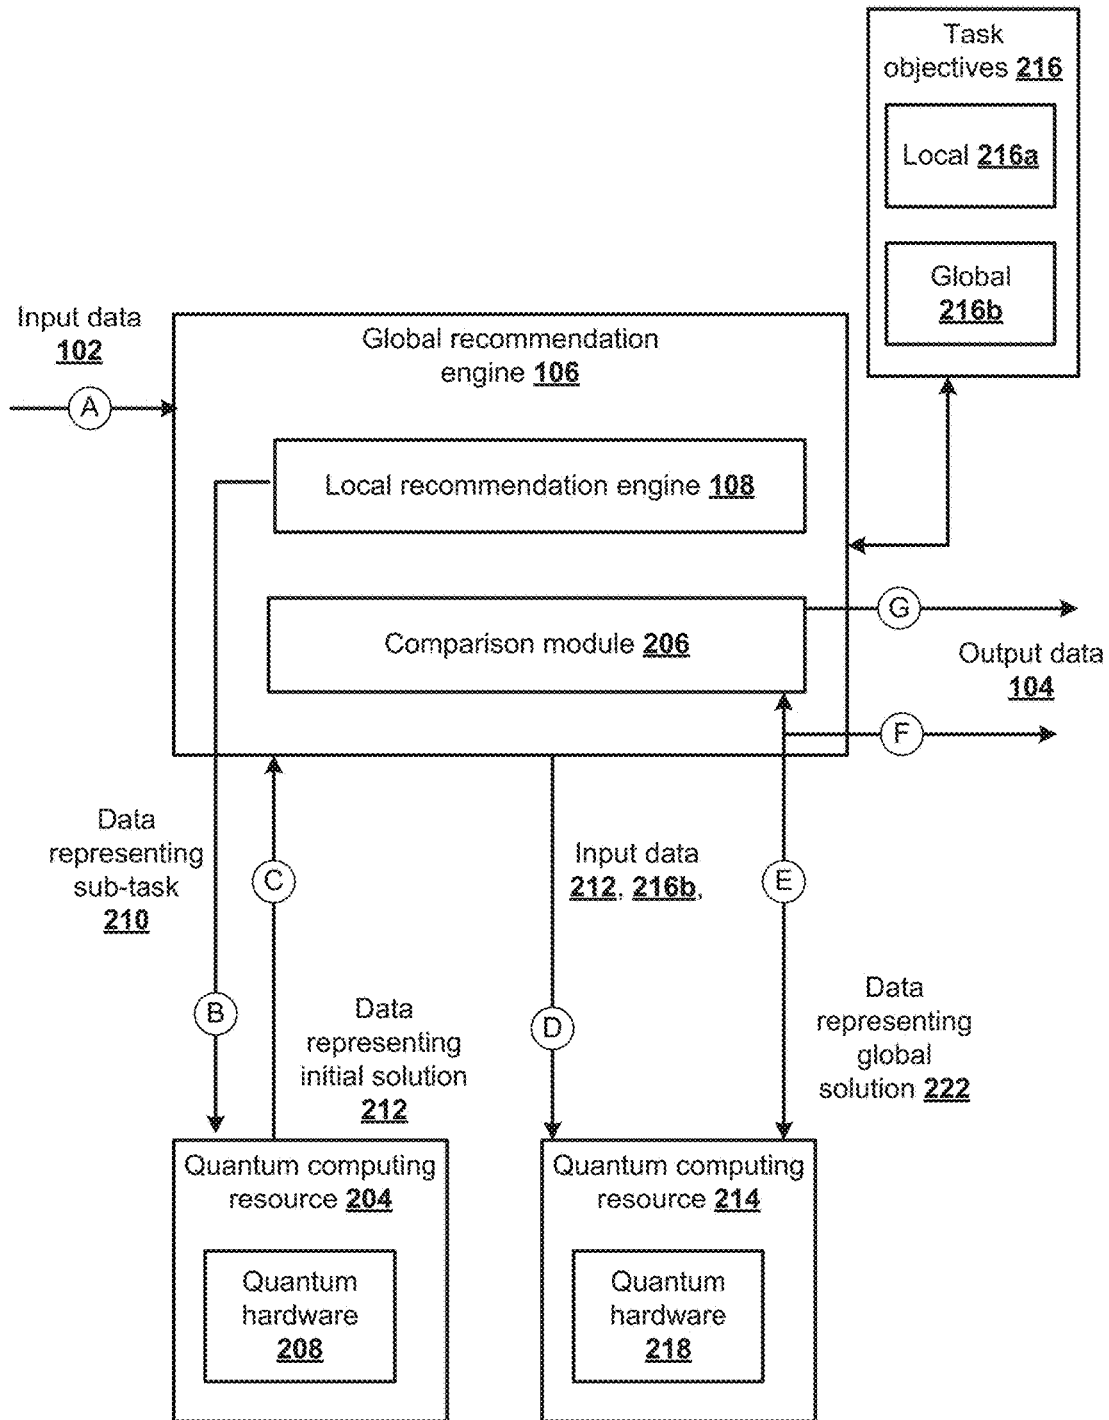 Task
objectives 216
Local 216a
Global
216b
Input data
102
A
Global recommendation
engine 106
Local recommendation engine 108
Comparison module 206
G
Output data
104
F
Data
representing
sub-task
210
C
Input data
212, 216b,
E
B
Data
representing
initial solution
212
D
Data
representing
global
solution 222
Quantum computing
resource 204
Quantum
hardware
208
Quantum computing
resource 214
Quantum
hardware
218